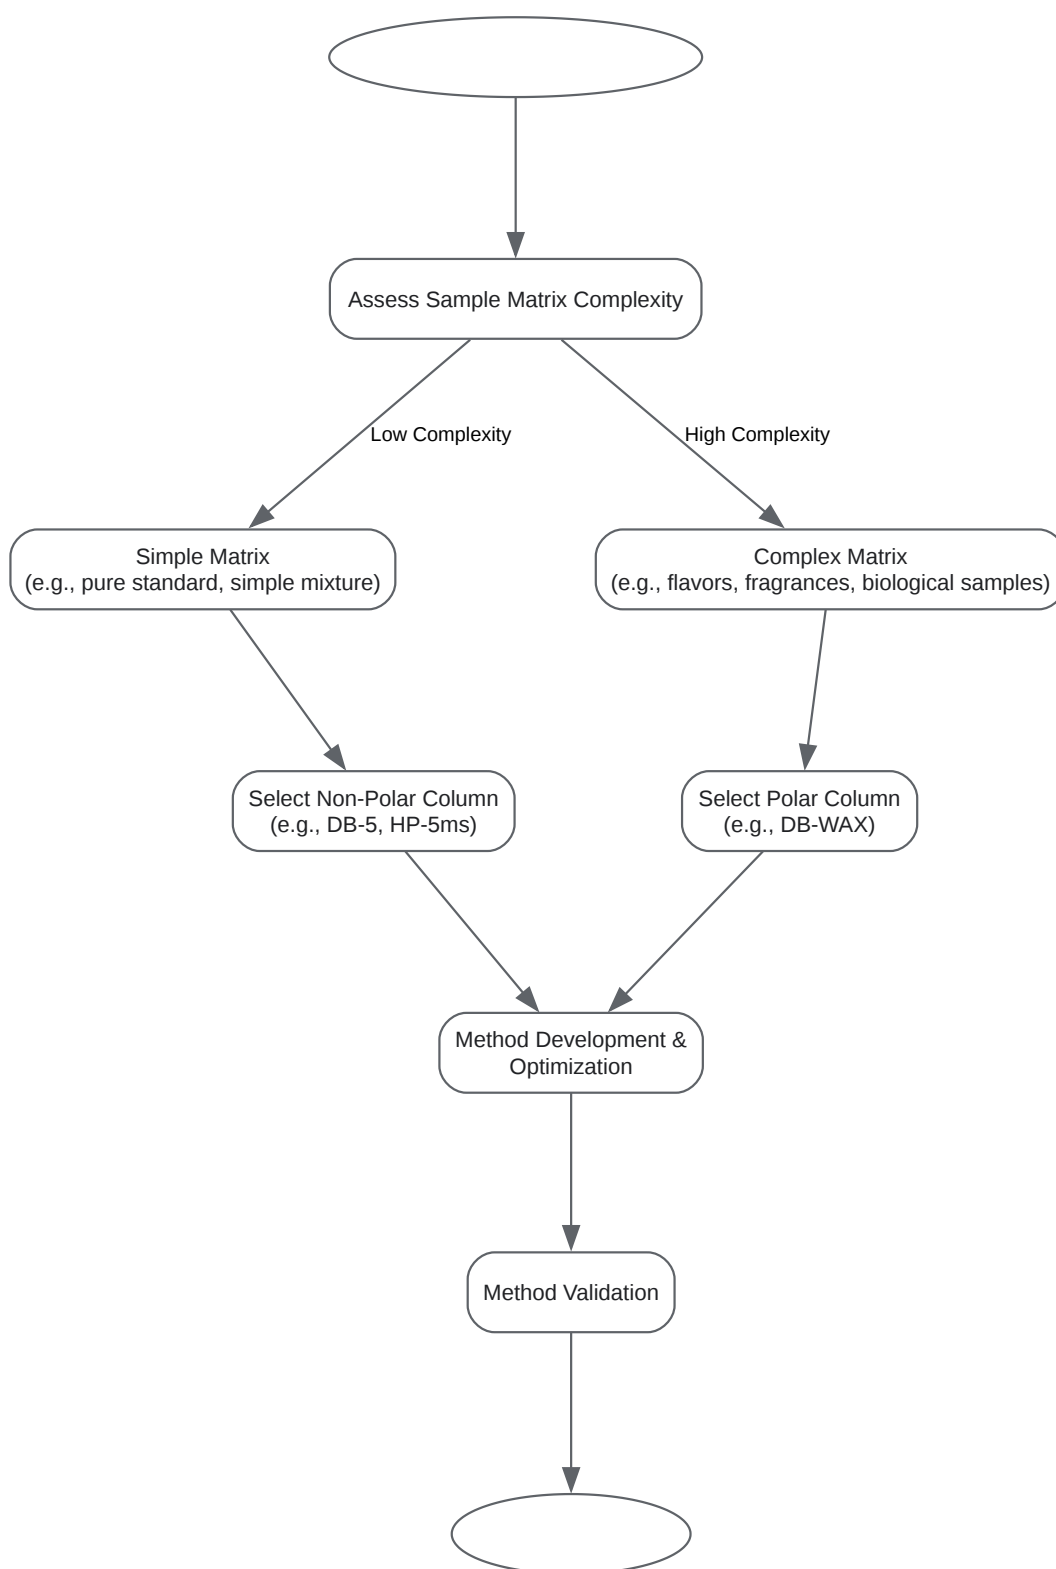 Assess Sample Matrix Complexity
Low Complexity
High Complexity
Simple Matrix
(e.g., pure standard, simple mixture)
Complex Matrix
(e.g., flavors, fragrances, biological samples)
Select Non-Polar Column
(e.g., DB-5, HP-5ms)
Select Polar Column
(e.g., DB-WAX)
Method Development &
Optimization
Method Validation